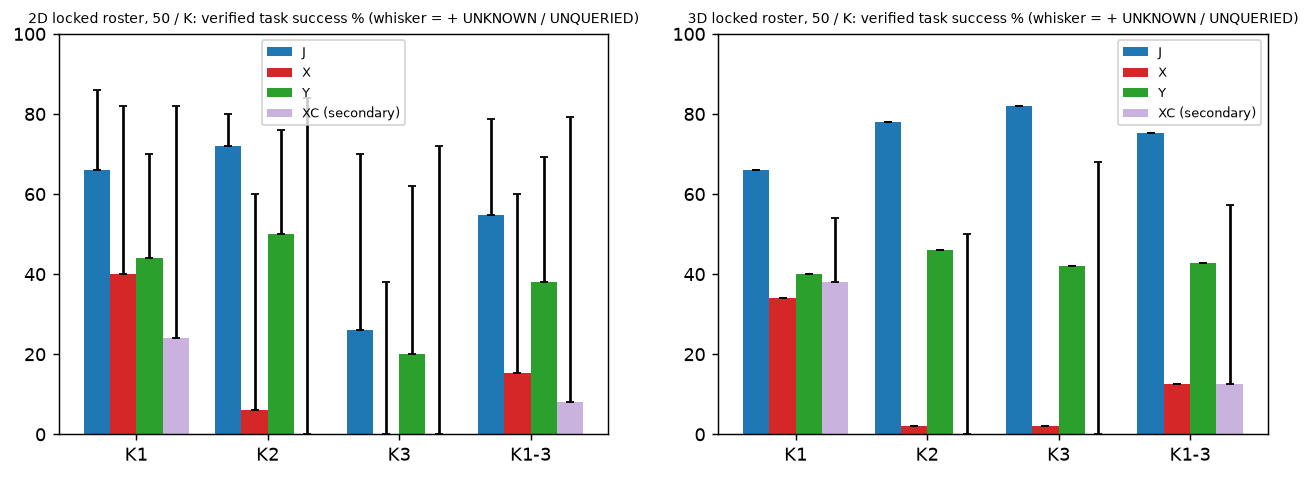 2D locked roster, 50 / K: verified task success % (whisker = + UNKNOWN / UNQUERIED)
100
80
60
40
20
0
J
X
Y
XC (secondary)
K1
K2
K3
K1-3
3D locked roster, 50 / K: verified task success % (whisker = + UNKNOWN / UNQUERIED)
100
80
60
40
20
0
J
X
Y
XC (secondary)
K1
K2
K3
K1-3